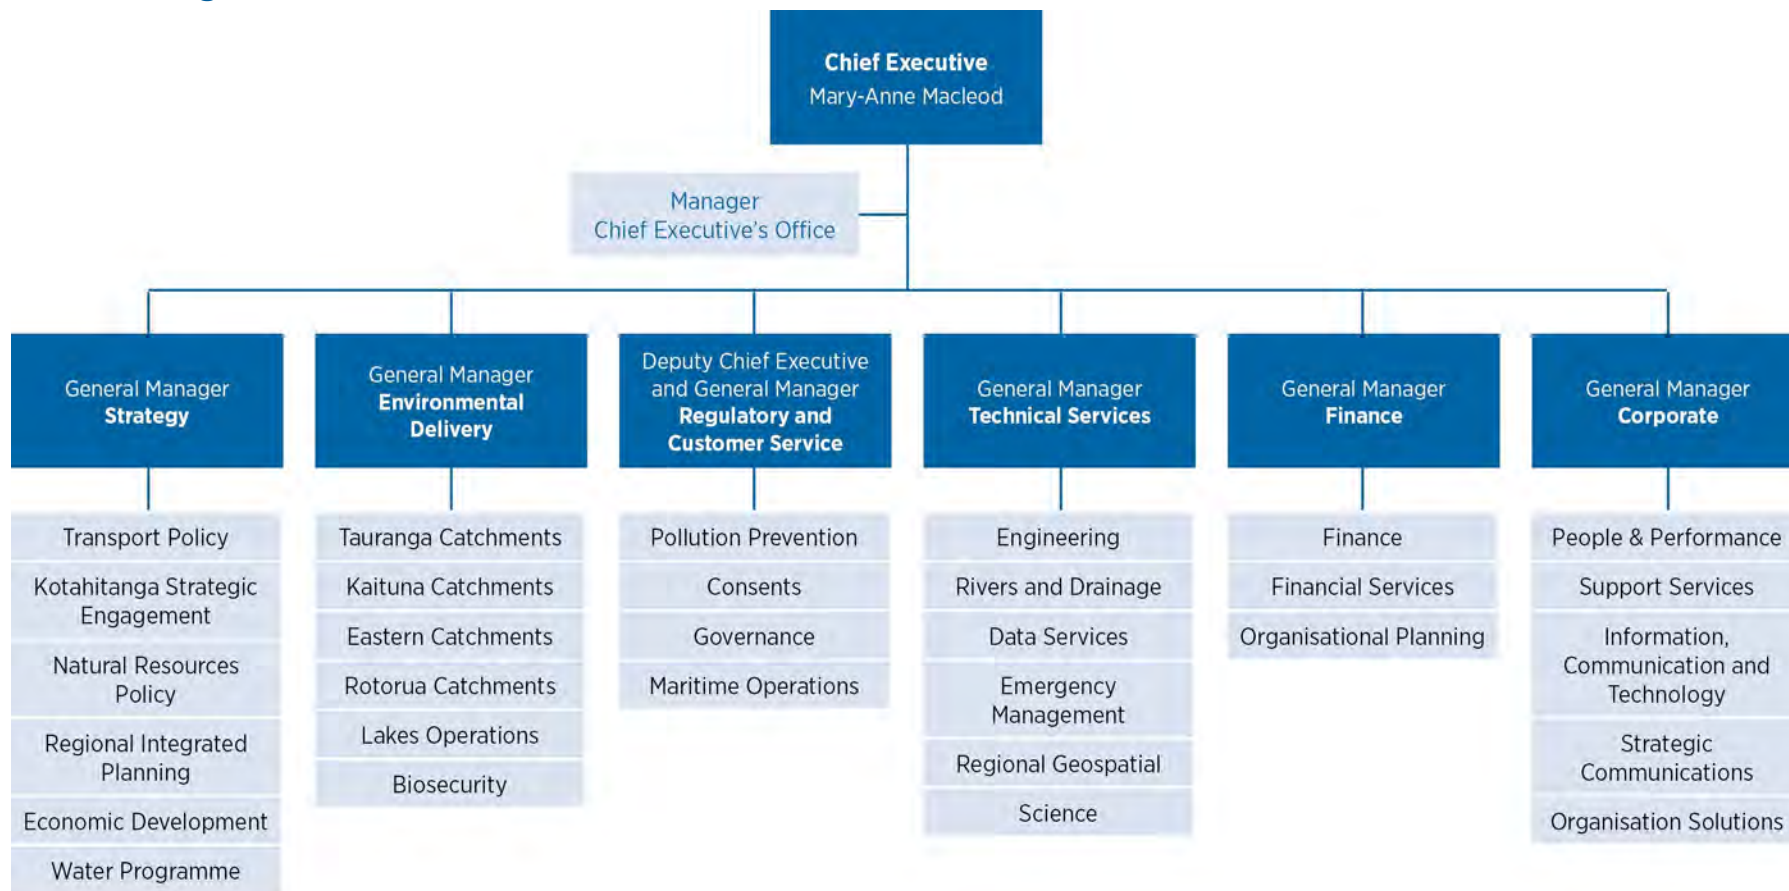 Chief Executive
Mary-Anne Macleod
Manager
Chief Executive's Office
General Manager
Strategy
Transport Policy
Kotahitanga Strategic
Engagement
Natural Resources
Policy
Regional Integrated
Planning
Economic Development
Water Programme
General Manager
Environmental
Delivery
Tauranga Catchments
Kaituna Catchments
Eastern Catchments
Rotorua Catchments
Lakes Operations
Biosecurity
Deputy Chief Executive
and General Manager
Regulatory and
Customer Service
Pollution Prevention
Consents
Governance
Maritime Operations
General Manager
Technical Services
Engineering
Rivers and Drainage
Data Services
Emergency
Management
Regional Geospatial
Science
General Manager
Finance
Finance
Financial Services
Organisational Planning
General Manager
Corporate
People & Performance
Support Services
Information,
Communication and
Technology
Strategic
Communications
Organisation Solutions